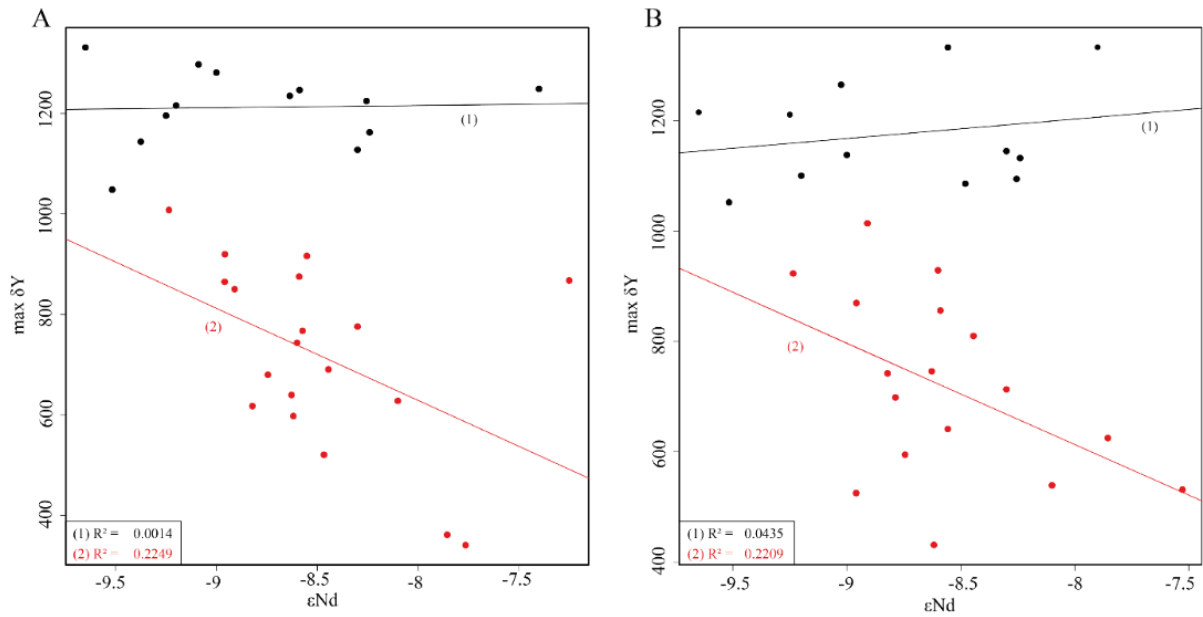 A
max δY
1200
1000
800
600
400
(1)
(2)
(1) R² = 0.0014
(2) R² = 0.2249
-9.5 -9 -8.5 -8 -7.5
εNd
B
max δY
1200
1000
800
600
400
(1)
(2)
(1) R² = 0.0435
(2) R² = 0.2209
-9.5 -9 -8.5 -8 -7.5
εNd